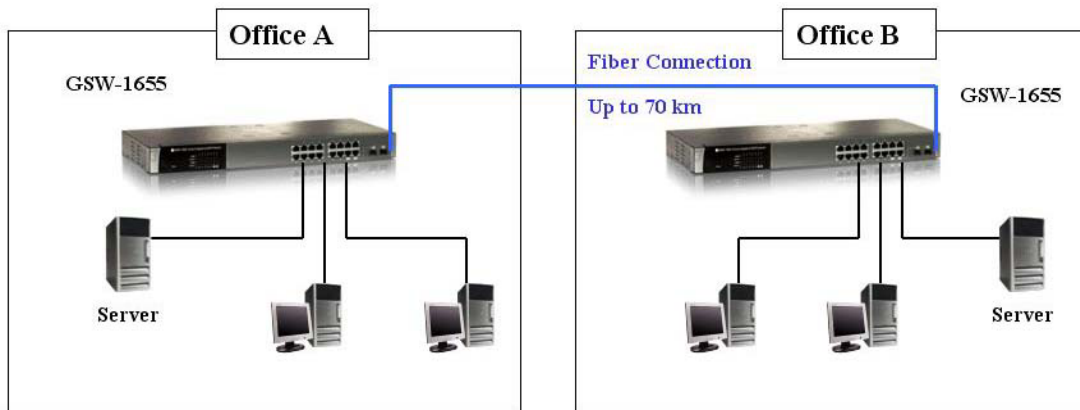 Office A
Office B
Fiber Connection
GSW-1655
Up to 70 km
GSW-1655
Server
Server